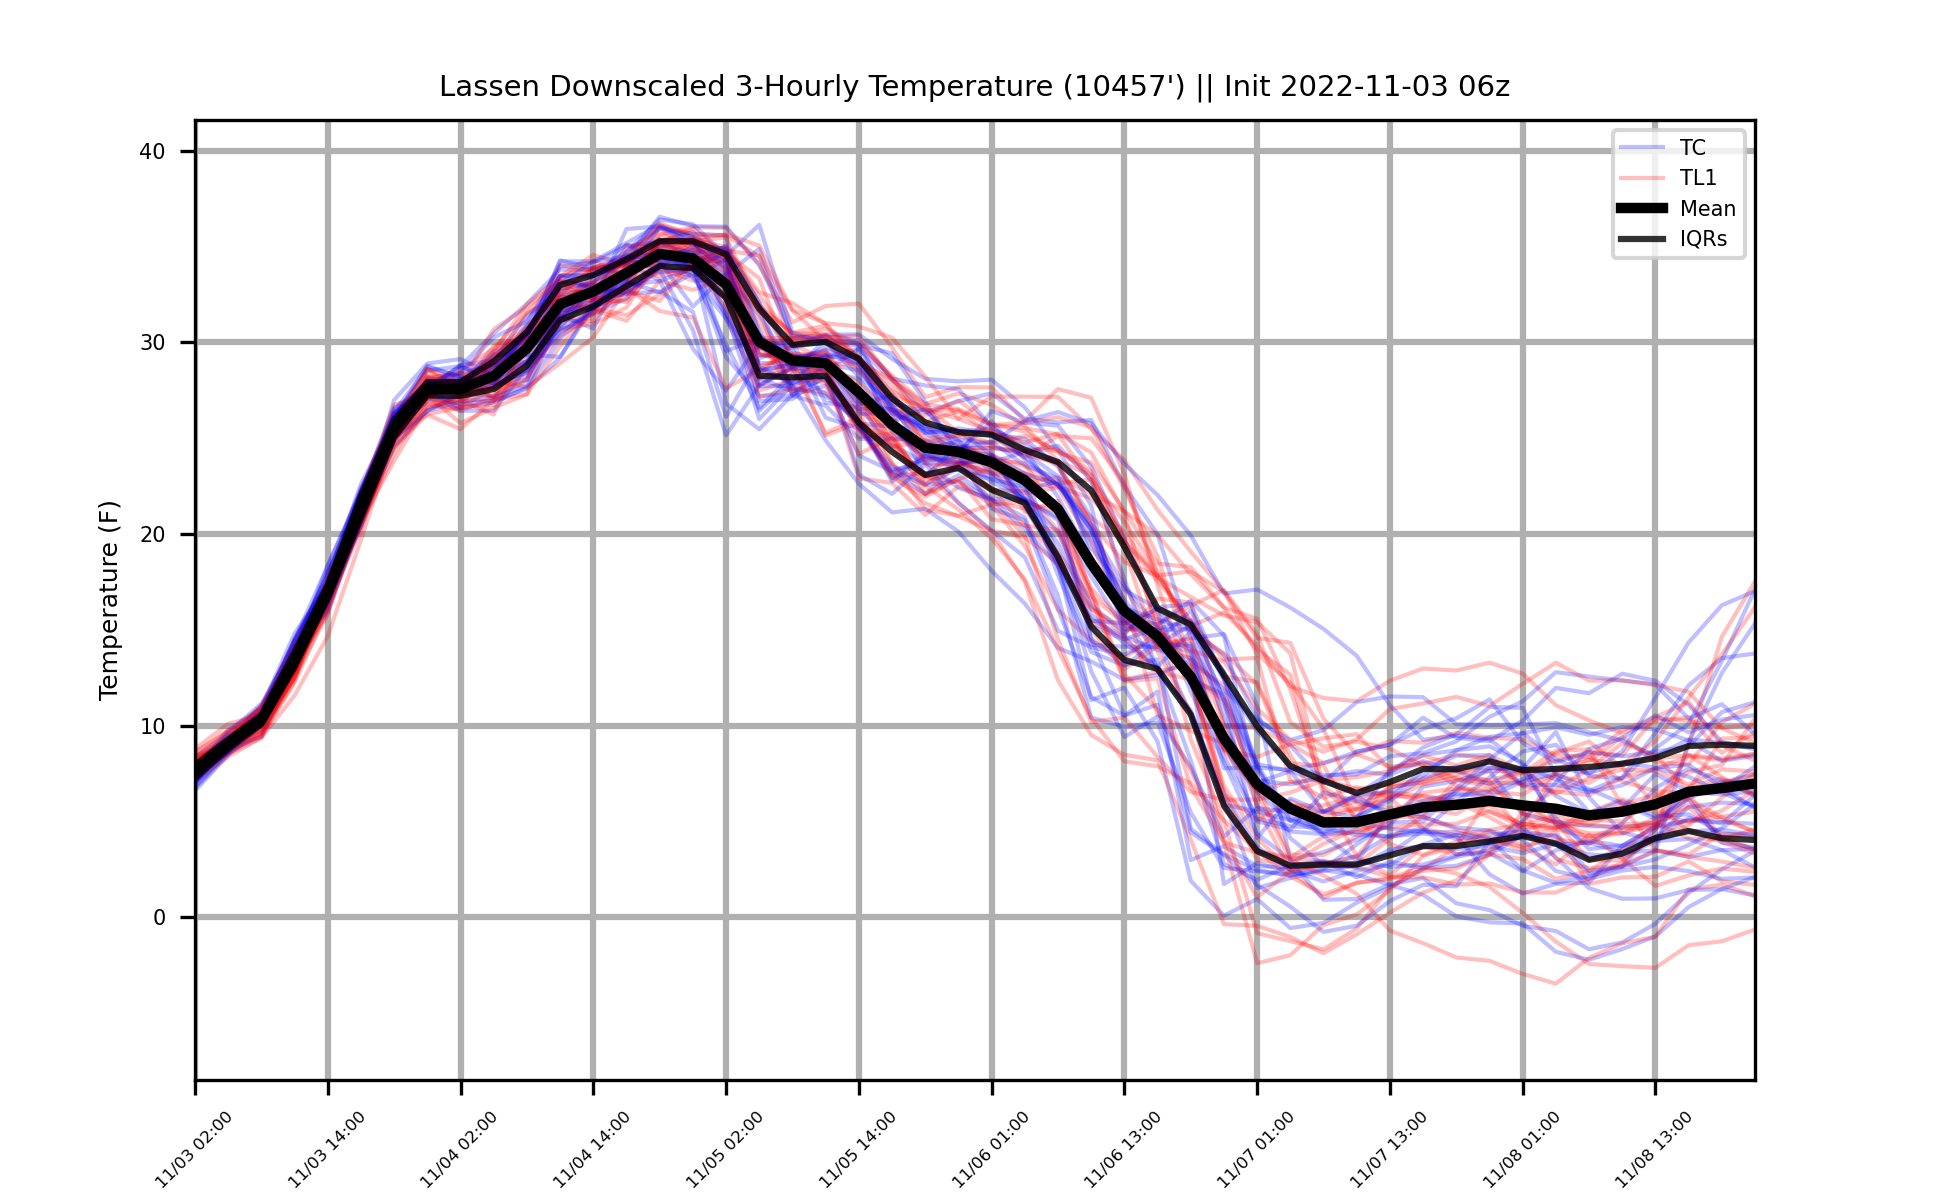 Lassen Downscaled 3-Hourly Temperature (10457') || Init 2022-11-03 06z
TC
TL1
Mean
IQRs
Temperature (F)
40
30
20
10
0
11/03 02:00
11/03 14:00
11/04 02:00
11/04 14:00
11/05 02:00
11/05 14:00
11/06 01:00
11/06 13:00
11/07 01:00
11/07 13:00
11/08 01:00
11/08 13:00